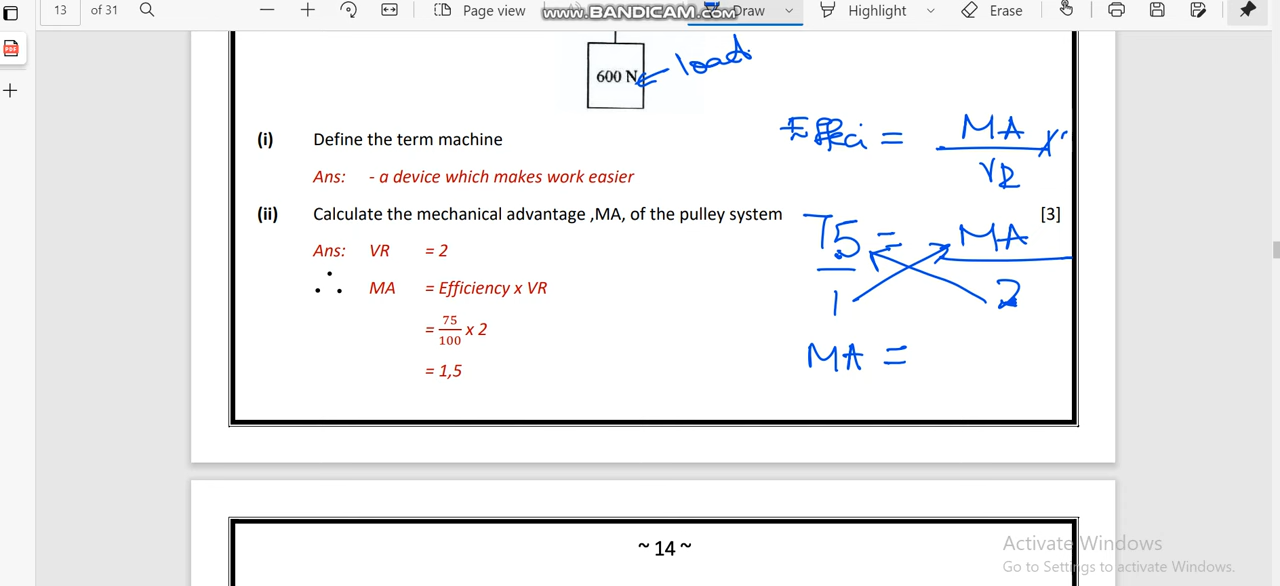 13 of 31 Page view www.BANDICAM.com Draw Highlight Erase
PDF
600 N
load
(i) Define the term machine
Ans: - a device which makes work easier
(ii) Calculate the mechanical advantage ,MA, of the pulley system [3]
Ans: VR = 2
∴ MA = Efficiency x VR
= 75/100 x 2
= 1,5
Effici = MA/VR x
75/1 = MA/2
MA =
~ 14 ~
Activate Windows
Go to Settings to activate Windows.